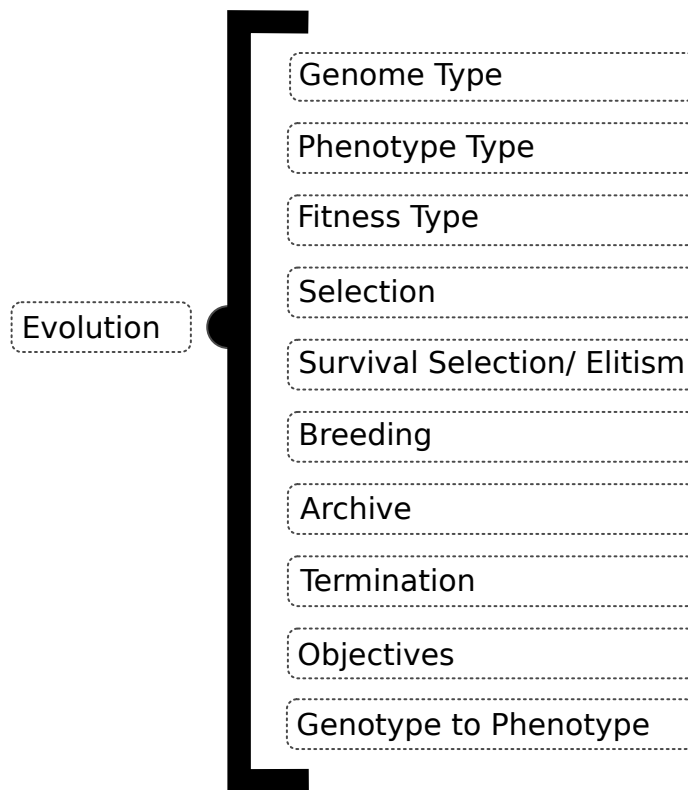 Genome Type
Phenotype Type
Fitness Type
Selection
Evolution
Survival Selection/ Elitism
Breeding
Archive
Termination
Objectives
Genotype to Phenotype